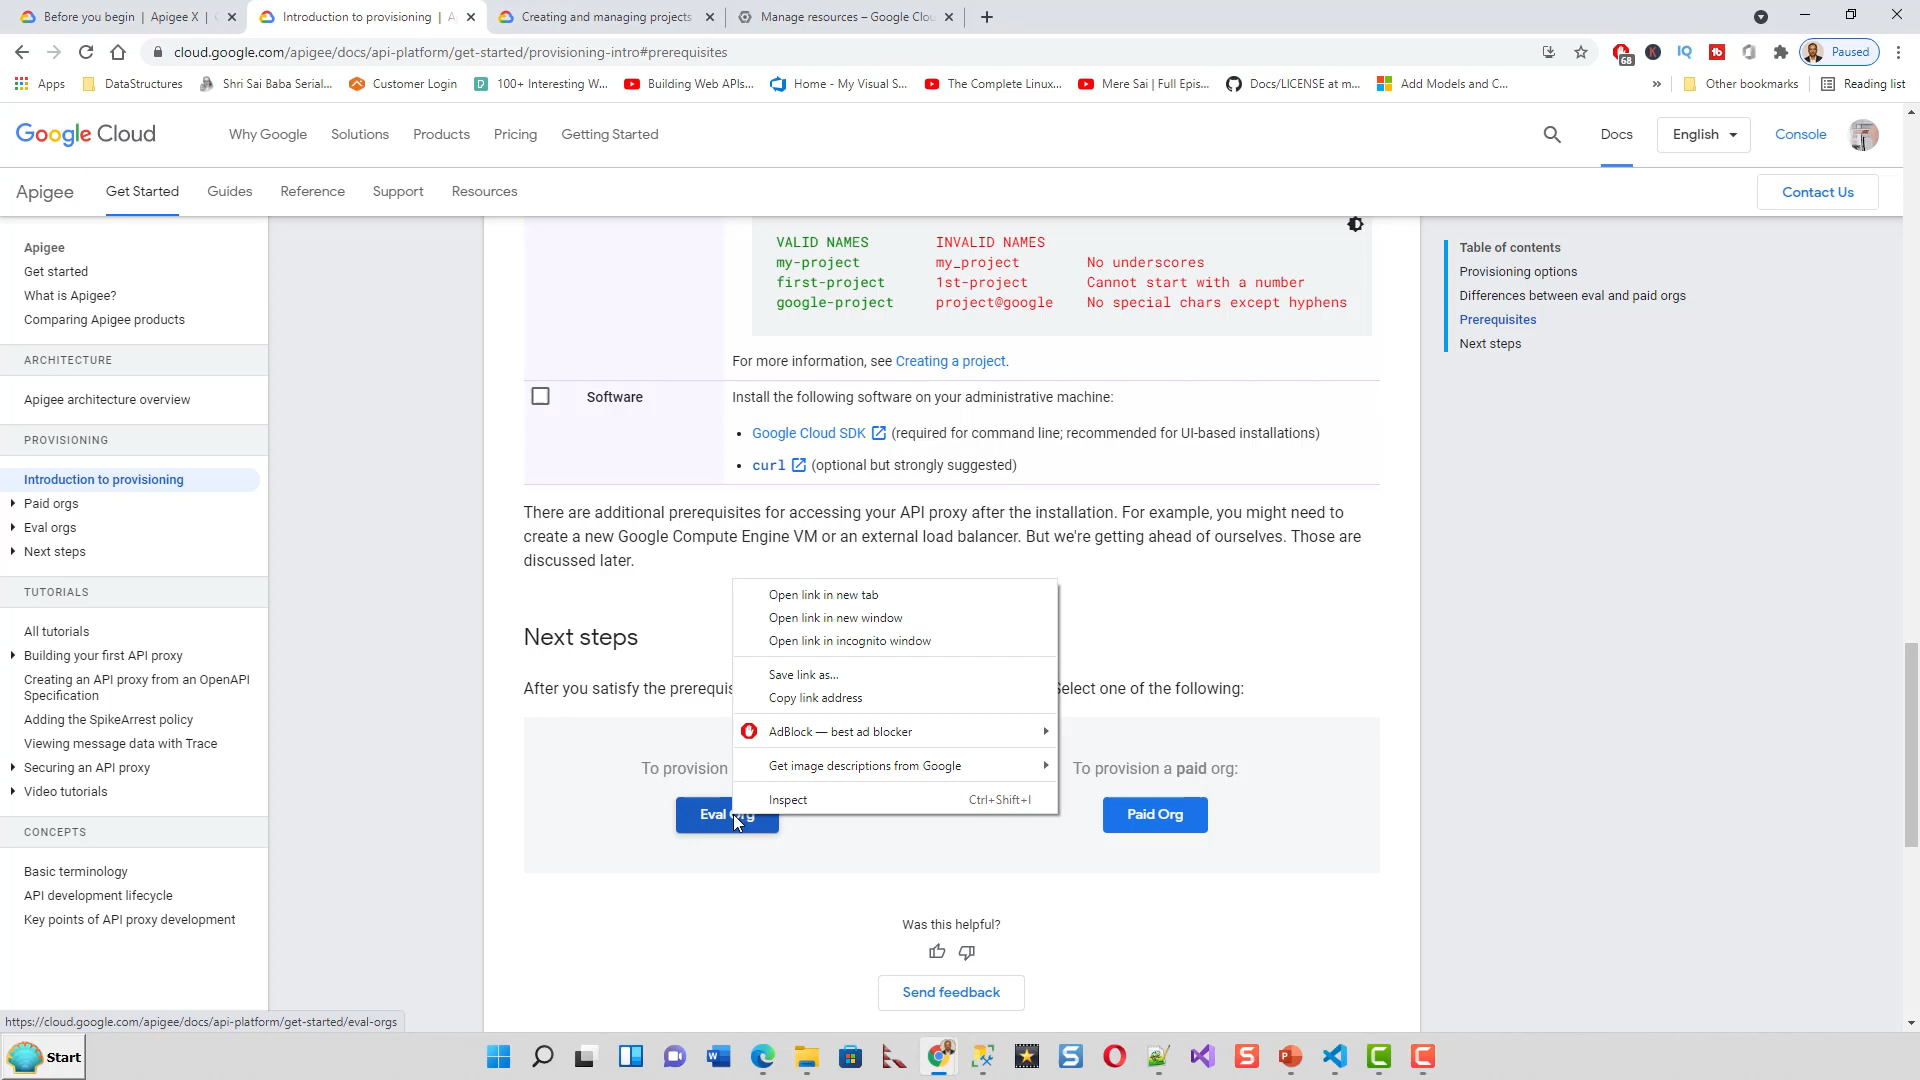 Before you begin | Apigee X |
Introduction to provisioning |
Creating and managing projects
Manage resources – Google Clou
cloud.google.com/apigee/docs/api-platform/get-started/provisioning-intro#prerequisites
68
Paused
Apps
DataStructures
Shri Sai Baba Serial...
Customer Login
100+ Interesting W...
Building Web APIs...
Home - My Visual S...
The Complete Linux...
Mere Sai | Full Epis...
Docs/LICENSE at m...
Add Models and C...
»
Other bookmarks
Reading list
Google Cloud
Why Google
Solutions
Products
Pricing
Getting Started
Docs
English
Console
Apigee
Get Started
Guides
Reference
Support
Resources
Contact Us
Apigee
Get started
What is Apigee?
Comparing Apigee products
ARCHITECTURE
Apigee architecture overview
PROVISIONING
Introduction to provisioning
Paid orgs
Eval orgs
Next steps
TUTORIALS
All tutorials
Building your first API proxy
Creating an API proxy from an OpenAPI
Specification
Adding the SpikeArrest policy
Viewing message data with Trace
Securing an API proxy
Video tutorials
CONCEPTS
Basic terminology
API development lifecycle
Key points of API proxy development
VALID NAMES INVALID NAMES
my-project my_project No underscores
first-project 1st-project Cannot start with a number
google-project project@google No special chars except hyphens
For more information, see Creating a project.
Software
Install the following software on your administrative machine:
• Google Cloud SDK (required for command line; recommended for UI-based installations)
• curl (optional but strongly suggested)
There are additional prerequisites for accessing your API proxy after the installation. For example, you might need to
create a new Google Compute Engine VM or an external load balancer. But we're getting ahead of ourselves. Those are
discussed later.
Next steps
After you satisfy the prerequis
Select one of the following:
To provision
Eval Org
To provision a paid org:
Paid Org
Open link in new tab
Open link in new window
Open link in incognito window
Save link as...
Copy link address
AdBlock — best ad blocker
Get image descriptions from Google
Inspect Ctrl+Shift+I
Was this helpful?
Send feedback
Table of contents
Provisioning options
Differences between eval and paid orgs
Prerequisites
Next steps
https://cloud.google.com/apigee/docs/api-platform/get-started/eval-orgs
Start